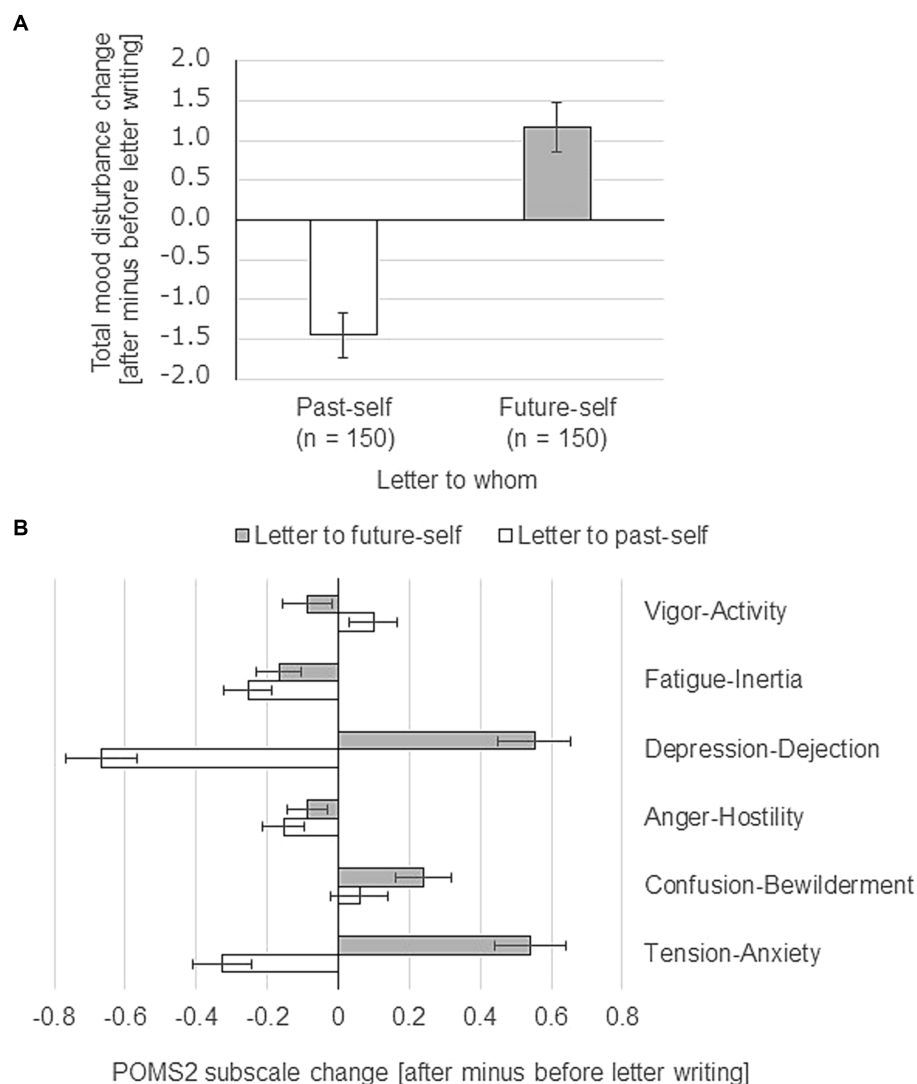 A
Total mood disturbance change
[after minus before letter writing]
2.0
1.5
1.0
0.5
0.0
-0.5
-1.0
-1.5
-2.0
Past-self
(n = 150)
Future-self
(n = 150)
Letter to whom
B
Letter to future-self
Letter to past-self
Vigor-Activity
Fatigue-Inertia
Depression-Dejection
Anger-Hostility
Confusion-Bewilderment
Tension-Anxiety
-0.8 -0.6 -0.4 -0.2 0 0.2 0.4 0.6 0.8
POMS2 subscale change [after minus before letter writing]